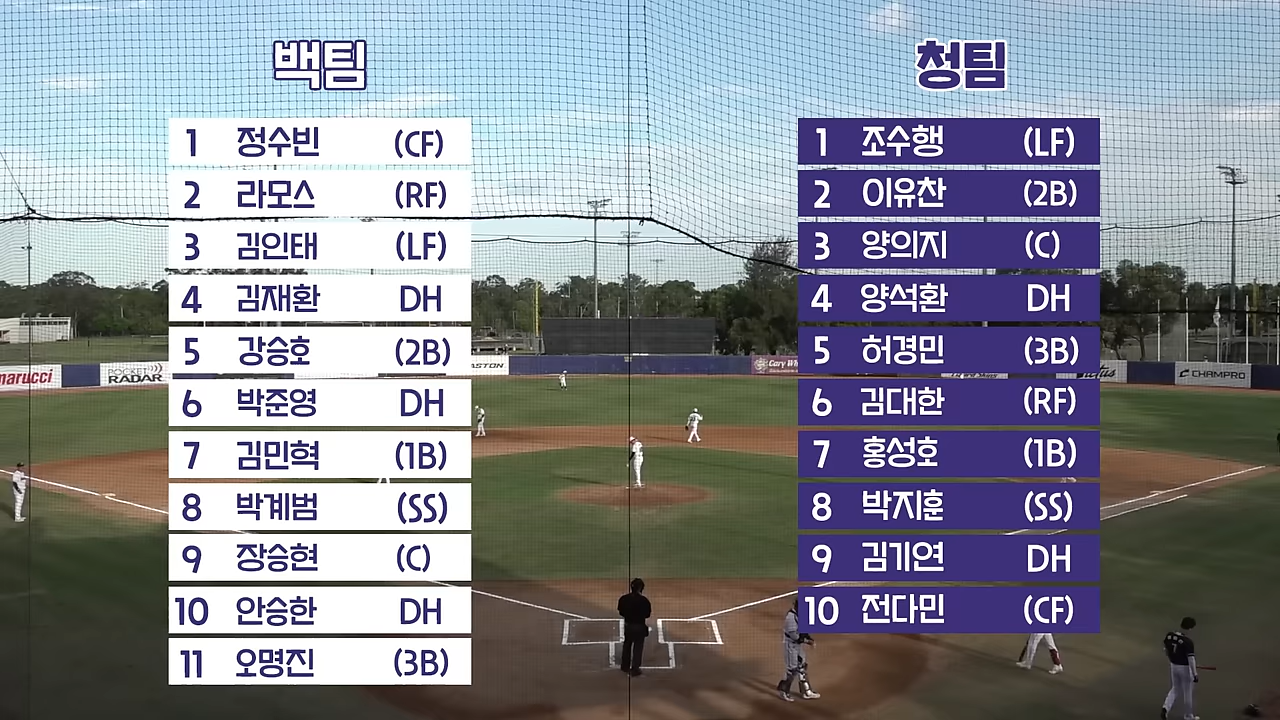 백팀
1 정수빈 (CF)
2 라모스 (RF)
3 김인태 (LF)
4 김재환 DH
5 강승호 (2B)
6 박준영 DH
7 김민혁 (1B)
8 박계범 (SS)
9 장승현 (C)
10 안승한 DH
11 오명진 (3B)
청팀
1 조수행 (LF)
2 이유찬 (2B)
3 양의지 (C)
4 양석환 DH
5 허경민 (3B)
6 김대한 (RF)
7 홍성호 (1B)
8 박지훈 (SS)
9 김기연 DH
10 전다민 (CF)
marucci
ROCKET
RADAR
EASTON
CHAMPRO
7